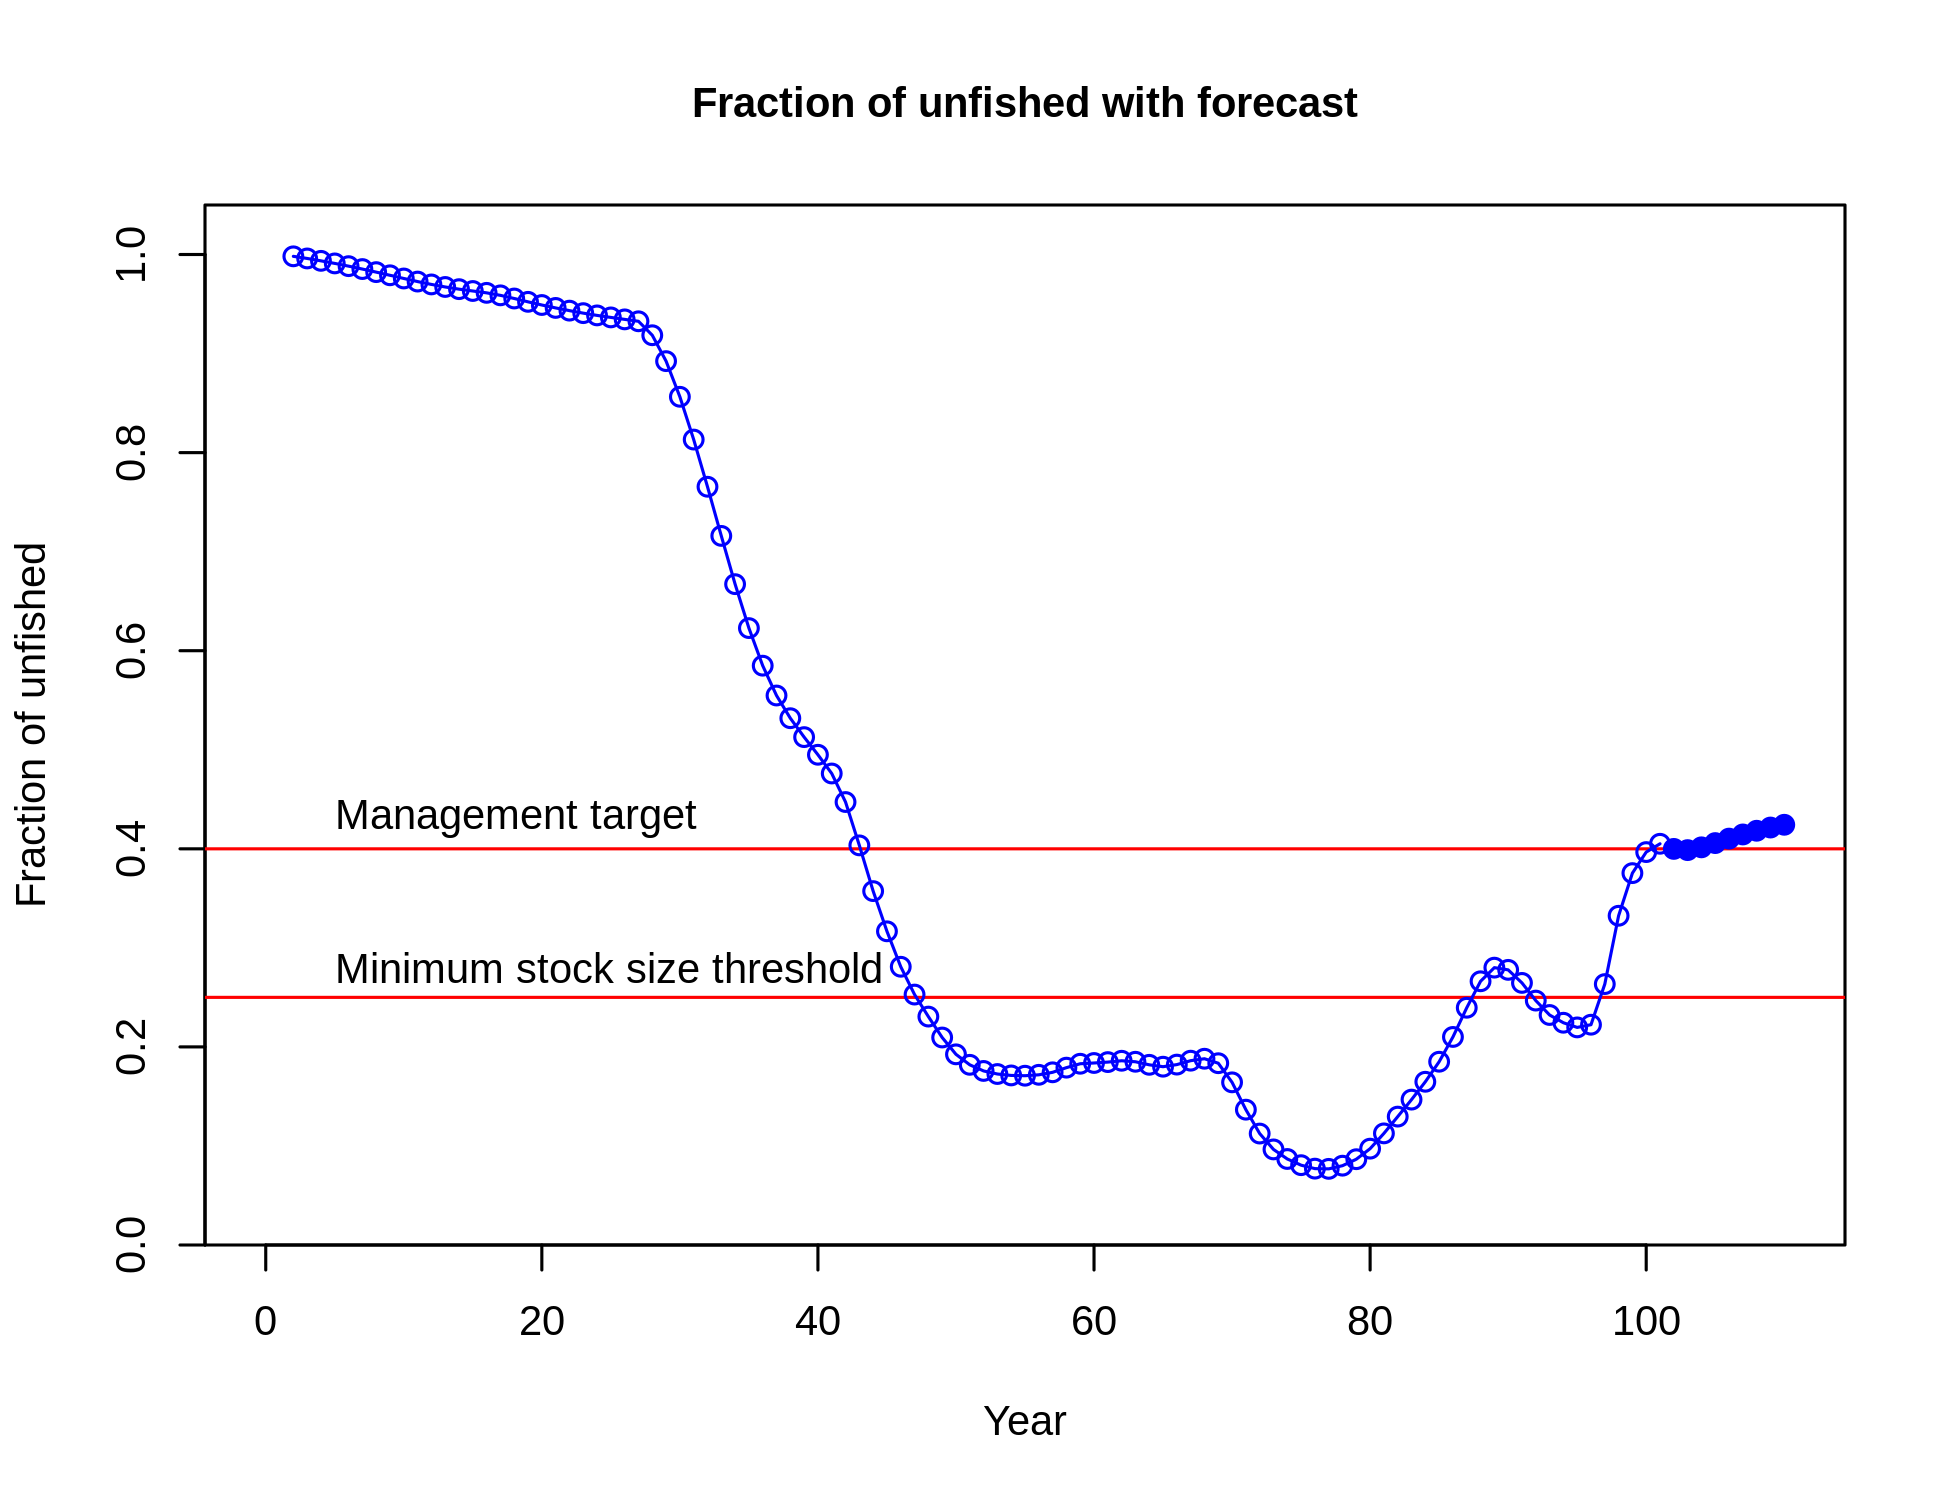 Fraction of unfished with forecast
Fraction of unfished
1.0
0.8
0.6
0.4
0.2
0.0
Management target
Minimum stock size threshold
0 20 40 60 80 100
Year